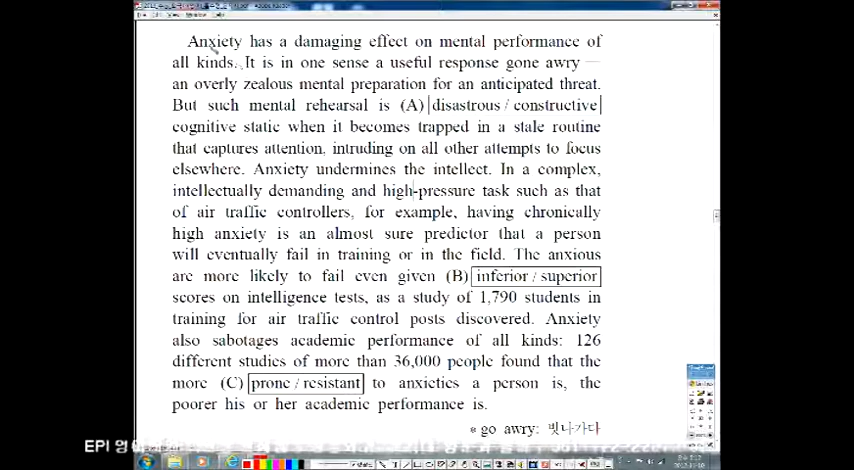 Anxiety has a damaging effect on mental performance of
all kinds. It is in one sense a useful response gone awry —
an overly zealous mental preparation for an anticipated threat.
But such mental rehearsal is (A) disastrous / constructive
cognitive static when it becomes trapped in a stale routine
that captures attention, intruding on all other attempts to focus
elsewhere. Anxiety undermines the intellect. In a complex,
intellectually demanding and high-pressure task such as that
of air traffic controllers, for example, having chronically
high anxiety is an almost sure predictor that a person
will eventually fail in training or in the field. The anxious
are more likely to fail even given (B) inferior / superior
scores on intelligence tests, as a study of 1,790 students in
training for air traffic control posts discovered. Anxiety
also sabotages academic performance of all kinds: 126
different studies of more than 36,000 people found that the
more (C) prone / resistant to anxieties a person is, the
poorer his or her academic performance is.
* go awry: 빗나가다
EPI